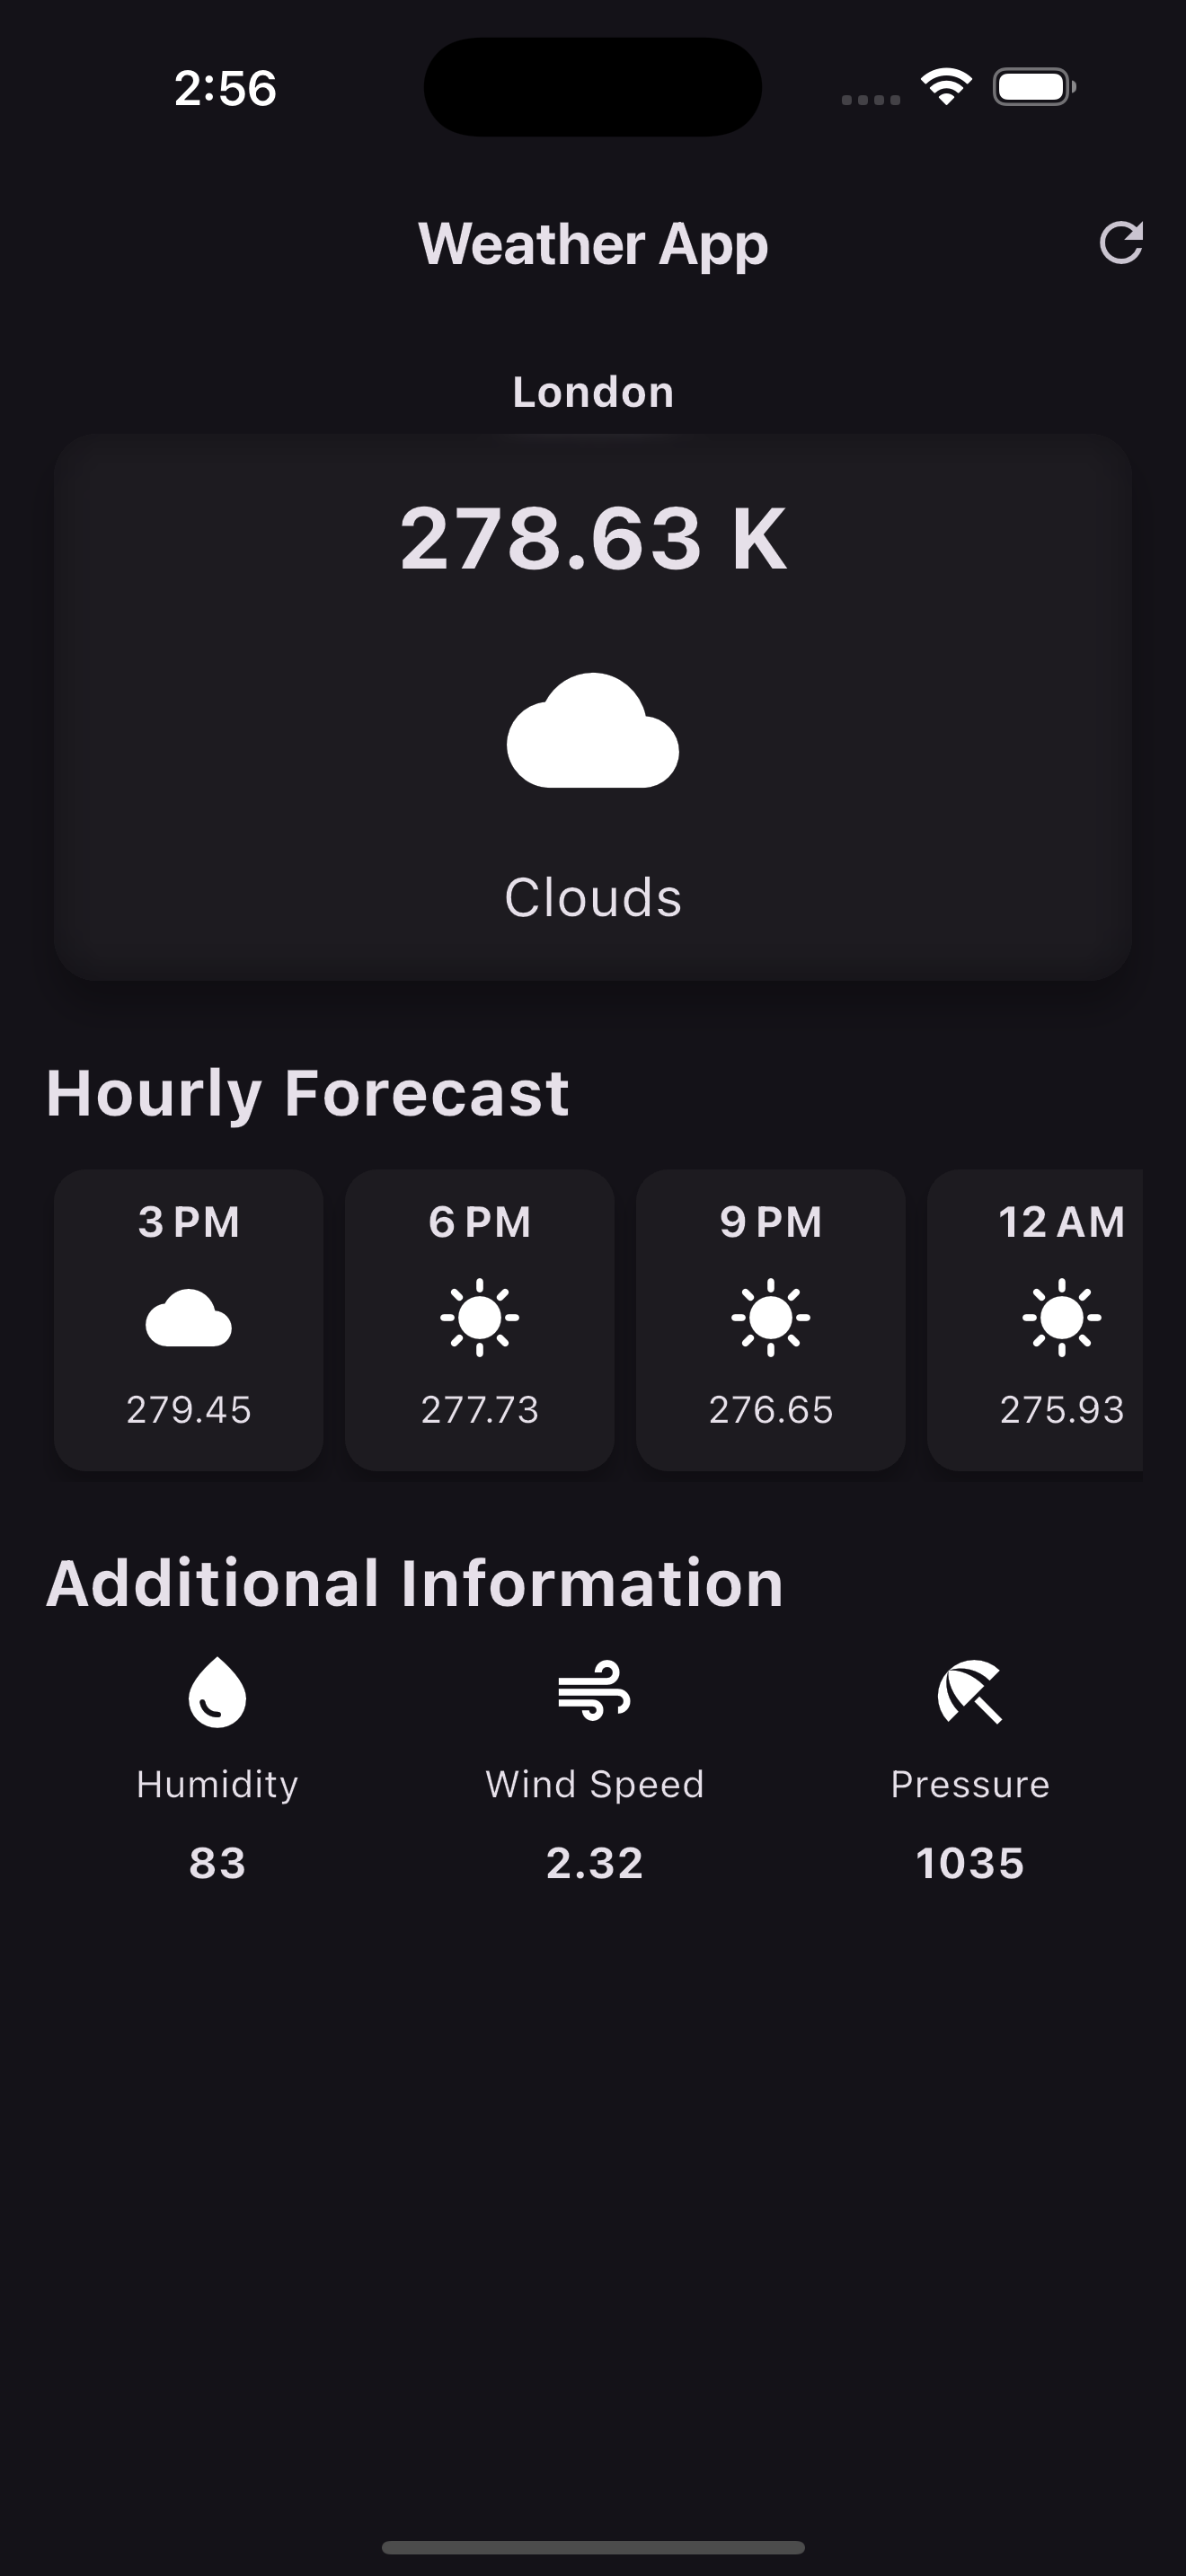 2:56
Weather App
London
278.63 K
Clouds
Hourly Forecast
3 PM 6 PM 9 PM 12 AM
279.45 277.73 276.65 275.93
Additional Information
Humidity Wind Speed Pressure
83 2.32 1035